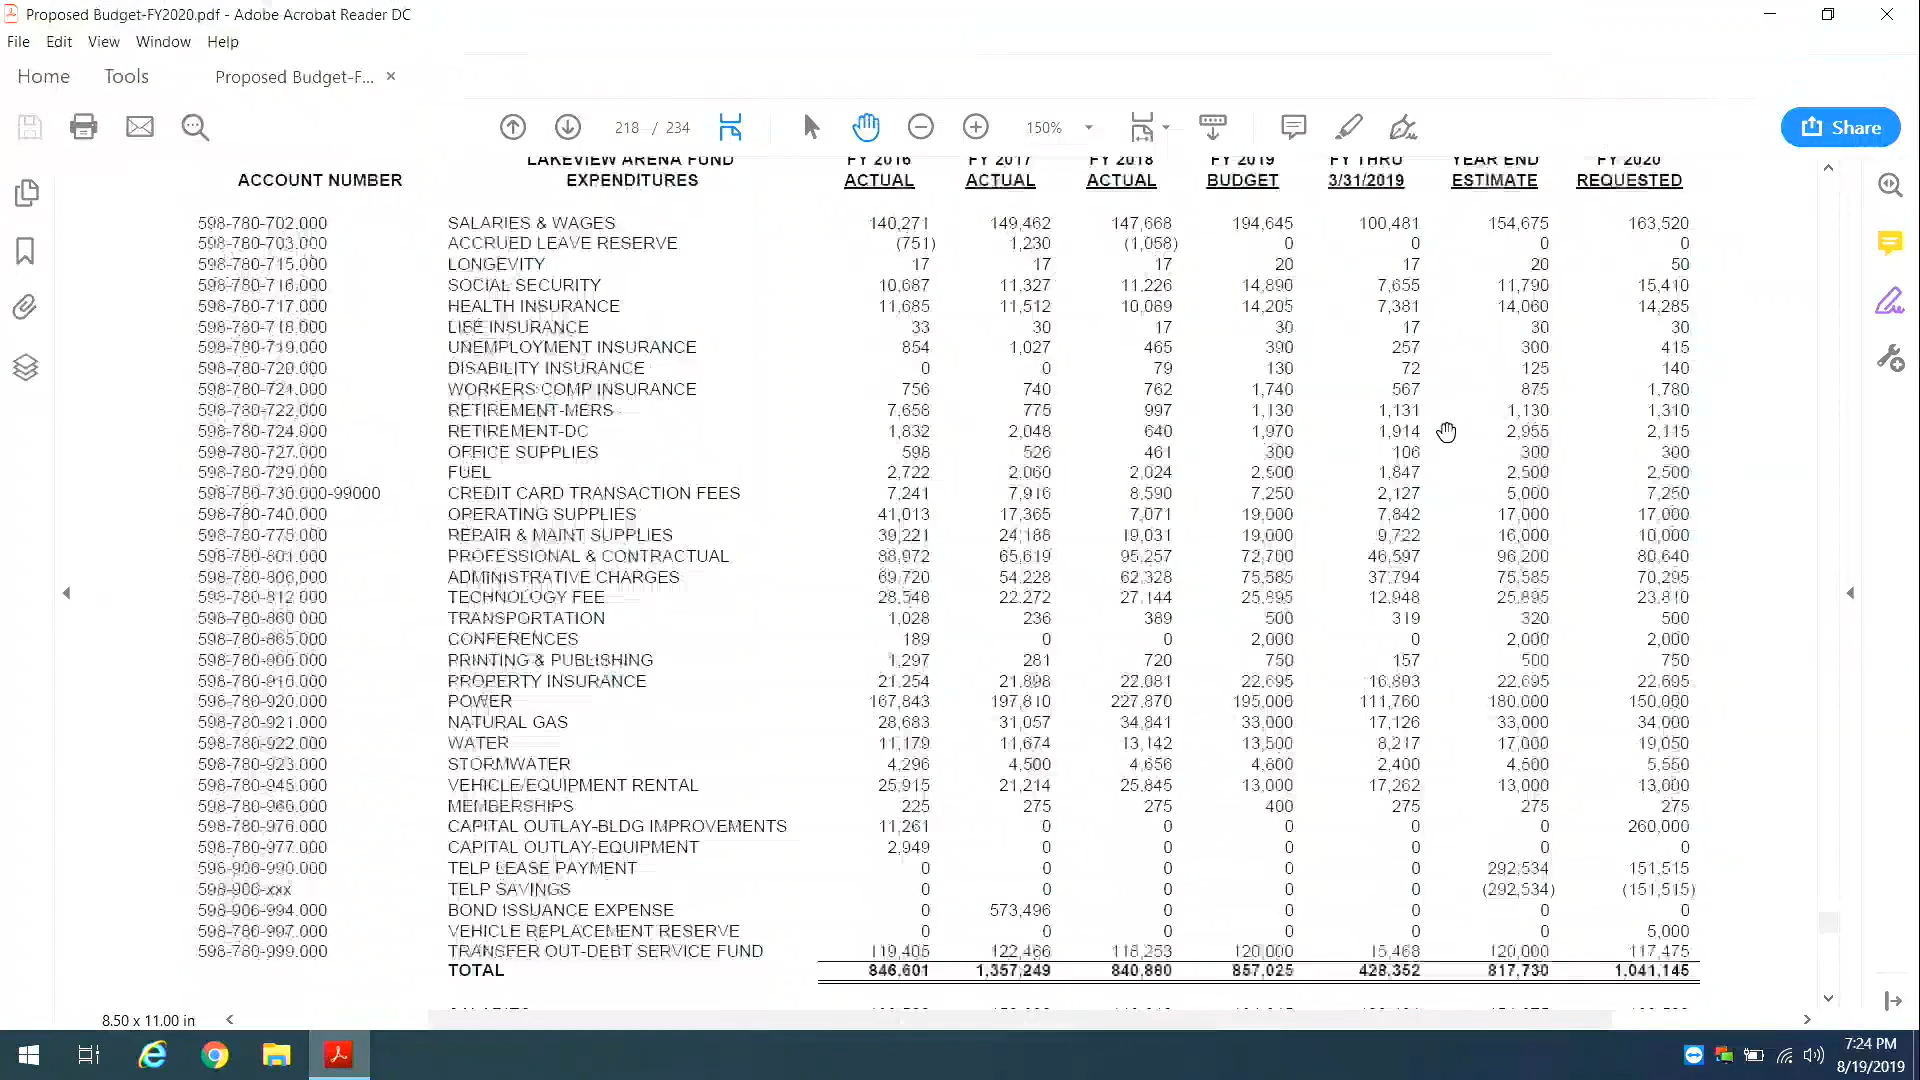 Proposed Budget-FY2020.pdf - Adobe Acrobat Reader DC
File Edit View Window Help
Home Tools Proposed Budget-F... ×
218 / 234 150% Share
LAKEVIEW ARENA FUND FY 2016 FY 2017 FY 2018 FY 2019 FY THRU YEAR END FY 2020
ACCOUNT NUMBER EXPENDITURES ACTUAL ACTUAL ACTUAL BUDGET 3/31/2019 ESTIMATE REQUESTED
598-780-702.000 SALARIES & WAGES 140,271 149,462 147,668 194,645 100,481 154,675 163,520
598-780-703.000 ACCRUED LEAVE RESERVE (751) 1,230 (1,058) 0 0 0 0
598-780-715.000 LONGEVITY 17 17 17 20 17 20 50
598-780-716.000 SOCIAL SECURITY 10,687 11,327 11,226 14,890 7,655 11,790 15,410
598-780-717.000 HEALTH INSURANCE 11,685 11,512 10,089 14,205 7,381 14,060 14,285
598-780-718.000 LIFE INSURANCE 33 30 17 30 17 30 30
598-780-719.000 UNEMPLOYMENT INSURANCE 854 1,027 465 390 257 300 415
598-780-720.000 DISABILITY INSURANCE 0 0 79 130 72 125 140
598-780-721.000 WORKERS COMP INSURANCE 756 740 762 1,740 567 875 1,780
598-780-722.000 RETIREMENT-MERS 7,658 775 997 1,130 1,131 1,130 1,310
598-780-724.000 RETIREMENT-DC 1,832 2,048 640 1,970 1,914 2,955 2,115
598-780-727.000 OFFICE SUPPLIES 598 526 461 300 106 300 300
598-780-729.000 FUEL 2,722 2,060 2,024 2,900 1,847 2,500 2,500
598-780-730.000-99000 CREDIT CARD TRANSACTION FEES 7,241 7,916 8,590 7,250 2,127 5,000 7,250
598-780-740.000 OPERATING SUPPLIES 41,013 17,365 7,071 19,000 7,842 17,000 17,000
598-780-775.000 REPAIR & MAINT SUPPLIES 39,221 24,186 19,031 19,000 9,722 16,000 10,000
598-780-801.000 PROFESSIONAL & CONTRACTUAL 88,972 65,619 95,257 72,700 46,597 96,200 80,640
598-780-806.000 ADMINISTRATIVE CHARGES 69,720 54,228 62,328 75,585 37,794 75,585 70,295
598-780-812.000 TECHNOLOGY FEE 28,546 22,272 27,144 25,895 12,948 25,895 23,810
598-780-860.000 TRANSPORTATION 1,028 236 389 500 319 320 500
598-780-865.000 CONFERENCES 189 0 0 2,000 0 2,000 2,000
598-780-900.000 PRINTING & PUBLISHING 1,297 281 720 750 157 500 750
598-780-910.000 PROPERTY INSURANCE 21,254 21,898 22,081 22,695 16,893 22,695 22,695
598-780-920.000 POWER 167,843 197,810 227,870 195,000 111,760 180,000 150,000
598-780-921.000 NATURAL GAS 28,683 31,057 34,841 33,000 17,126 33,000 34,000
598-780-922.000 WATER 11,179 11,674 13,142 13,500 8,217 17,000 19,050
598-780-923.000 STORMWATER 4,296 4,500 4,656 4,800 2,400 4,800 5,550
598-780-945.000 VEHICLE/EQUIPMENT RENTAL 25,915 21,214 25,845 13,000 17,262 13,000 13,000
598-780-966.000 MEMBERSHIPS 225 275 275 400 275 275 275
598-780-976.000 CAPITAL OUTLAY-BLDG IMPROVEMENTS 11,261 0 0 0 0 0 260,000
598-780-977.000 CAPITAL OUTLAY-EQUIPMENT 2,949 0 0 0 0 0 0
598-906-990.000 TELP LEASE PAYMENT 0 0 0 0 0 292,534 151,515
598-906-xxx TELP SAVINGS 0 0 0 0 0 (292,534) (151,515)
598-906-994.000 BOND ISSUANCE EXPENSE 0 573,496 0 0 0 0 0
598-780-997.000 VEHICLE REPLACEMENT RESERVE 0 0 0 0 0 0 5,000
598-780-999.000 TRANSFER OUT-DEBT SERVICE FUND 119,405 122,466 118,253 120,000 15,468 120,000 117,475
TOTAL 846,601 1,357,249 840,880 857,025 428,352 817,730 1,041,145
8.50 x 11.00 in
7:24 PM
8/19/2019